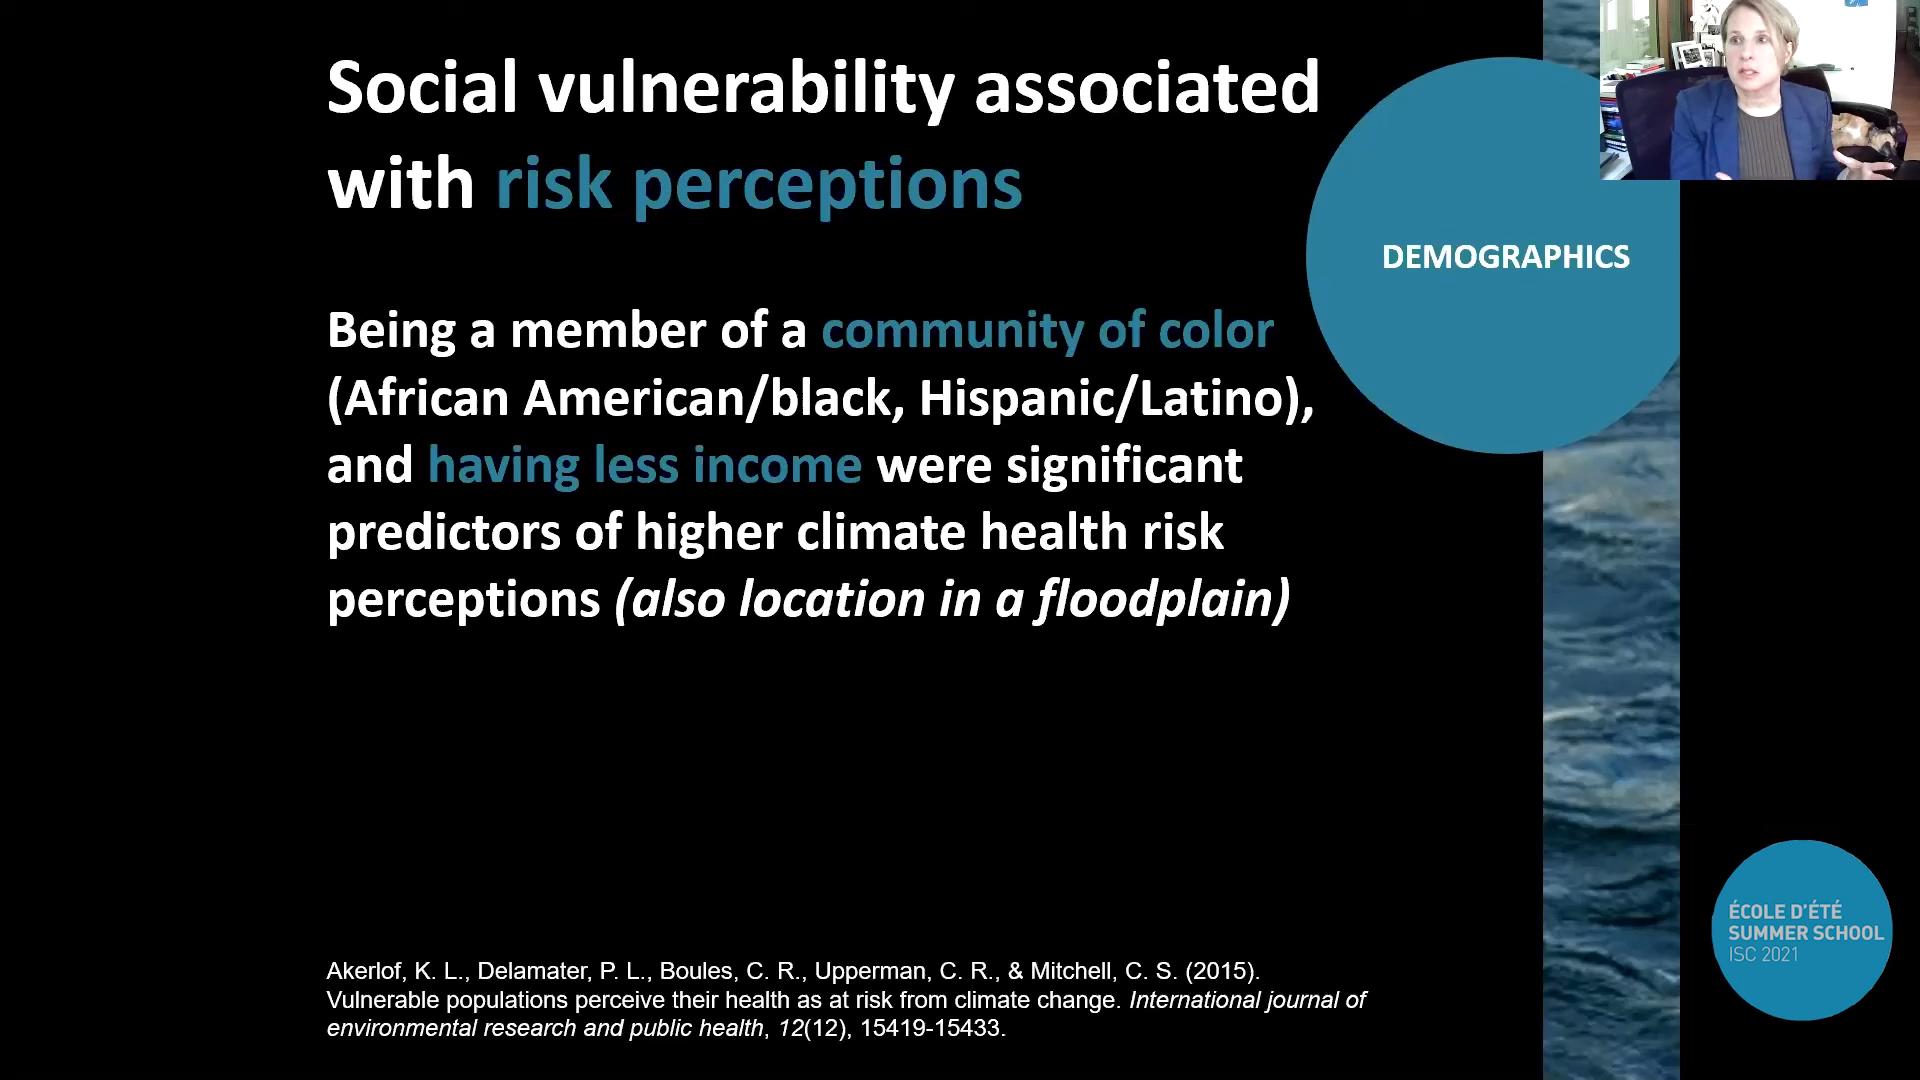 Social vulnerability associated
with risk perceptions
DEMOGRAPHICS
Being a member of a community of color
(African American/black, Hispanic/Latino),
and having less income were significant
predictors of higher climate health risk
perceptions (also location in a floodplain)
Akerlof, K. L., Delamater, P. L., Boules, C. R., Upperman, C. R., & Mitchell, C. S. (2015).
Vulnerable populations perceive their health as at risk from climate change. International journal of
environmental research and public health, 12(12), 15419-15433.
ÉCOLE D'ÉTÉ
SUMMER SCHOOL
ISC 2021